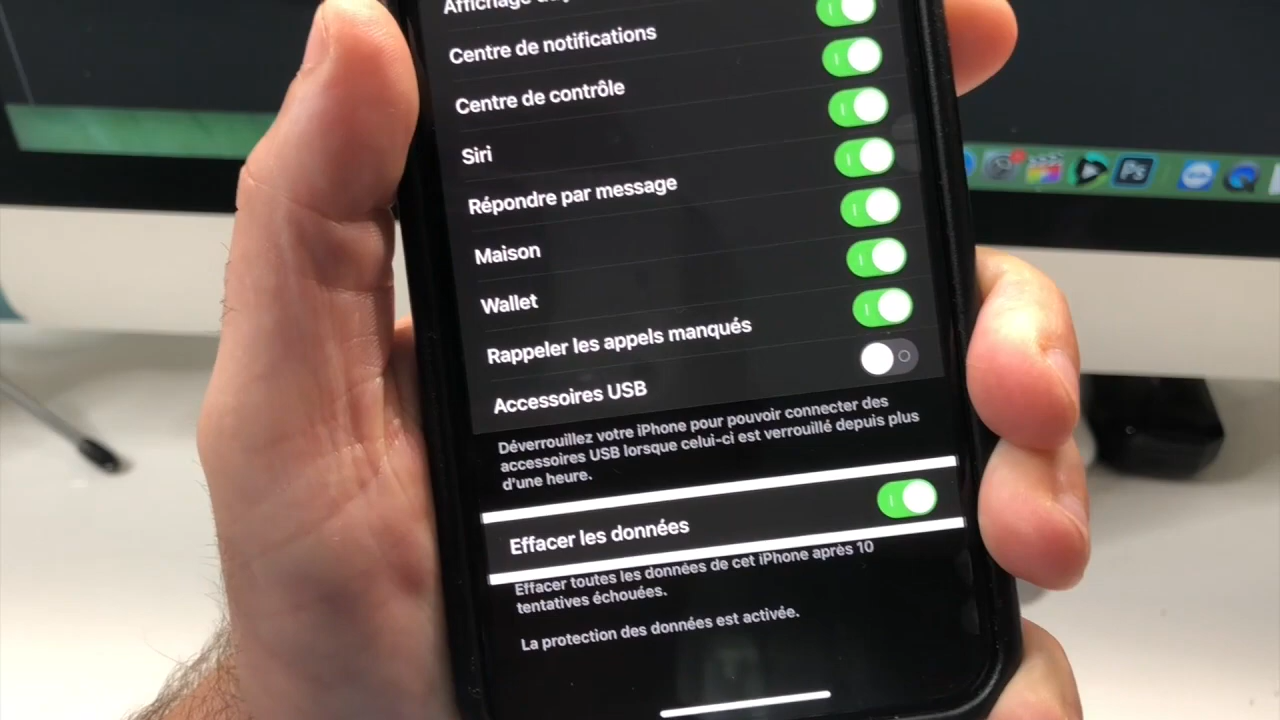 Affichage
Centre de notifications
Centre de contrôle
Siri
Répondre par message
Maison
Wallet
Rappeler les appels manqués
Accessoires USB
Déverrouillez votre iPhone pour pouvoir connecter des
accessoires USB lorsque celui-ci est verrouillé depuis plus
d'une heure.
Effacer les données
Effacer toutes les données de cet iPhone après 10
tentatives échouées.
La protection des données est activée.
Ps